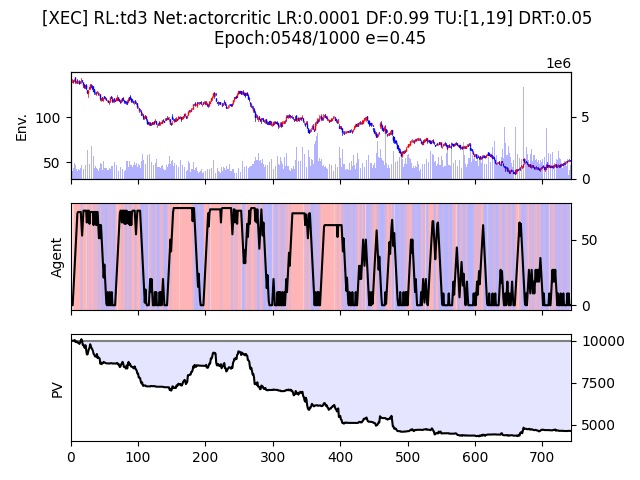 [XEC] RL:td3 Net:actorcritic LR:0.0001 DF:0.99 TU:[1,19] DRT:0.05
Epoch:0548/1000 e=0.45
1e6
Env.
100
50
5
0
Agent
50
0
PV
10000
7500
5000
0 100 200 300 400 500 600 700